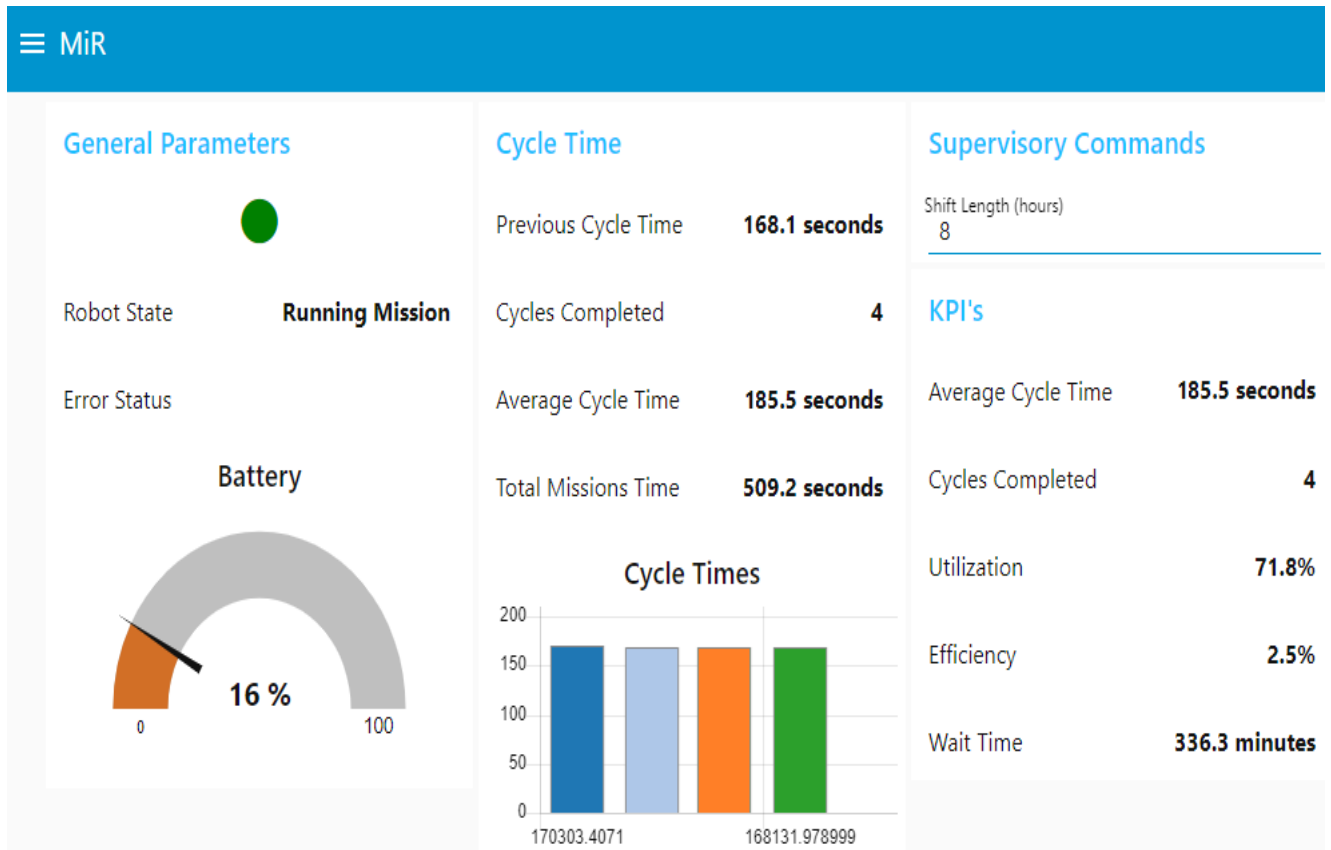 MiR
General Parameters
Robot State Running Mission
Error Status
Battery
16 %
0 100
Cycle Time
Previous Cycle Time 168.1 seconds
Cycles Completed 4
Average Cycle Time 185.5 seconds
Total Missions Time 509.2 seconds
Cycle Times
200
150
100
50
0
170303.4071 168131.978999
Supervisory Commands
Shift Length (hours)
8
KPI's
Average Cycle Time 185.5 seconds
Cycles Completed 4
Utilization 71.8%
Efficiency 2.5%
Wait Time 336.3 minutes